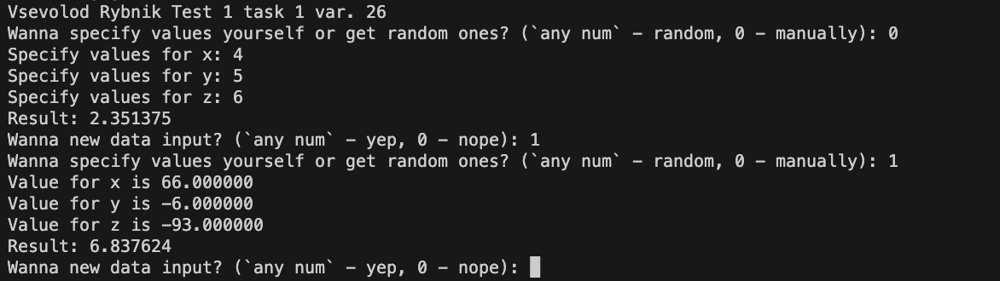 Vsevolod Rybnik Test 1 task 1 var. 26
Wanna specify values yourself or get random ones? (`any num` - random, 0 - manually): 0
Specify values for x: 4
Specify values for y: 5
Specify values for z: 6
Result: 2.351375
Wanna new data input? (`any num` - yep, 0 - nope): 1
Wanna specify values yourself or get random ones? (`any num` - random, 0 - manually): 1
Value for x is 66.000000
Value for y is -6.000000
Value for z is -93.000000
Result: 6.837624
Wanna new data input? (`any num` - yep, 0 - nope):